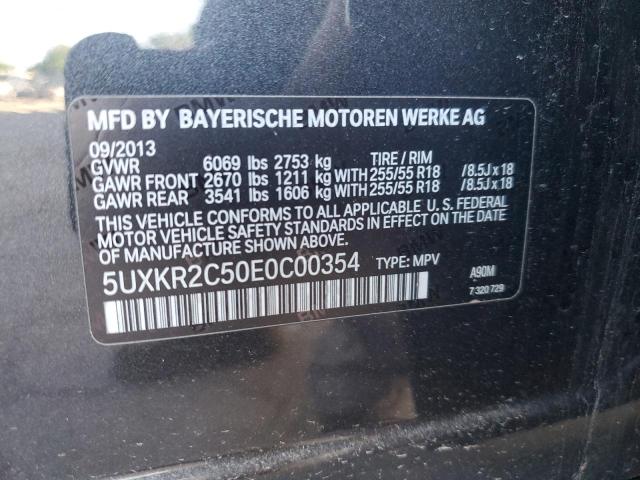 MFD BY BAYERISCHE MOTOREN WERKE AG
09/2013
GVWR 6069 lbs 2753 kg TIRE / RIM
GAWR FRONT 2670 lbs 1211 kg WITH 255/55 R18 /8.5J x 18
GAWR REAR 3541 lbs 1606 kg WITH 255/55 R18 /8.5J x 18
THIS VEHICLE CONFORMS TO ALL APPLICABLE U.S. FEDERAL
MOTOR VEHICLE SAFETY STANDARDS IN EFFECT ON THE DATE
OF MANUFACTURE SHOWN ABOVE.
5UXKR2C50E0C00354 TYPE: MPV A90M
7 320 729